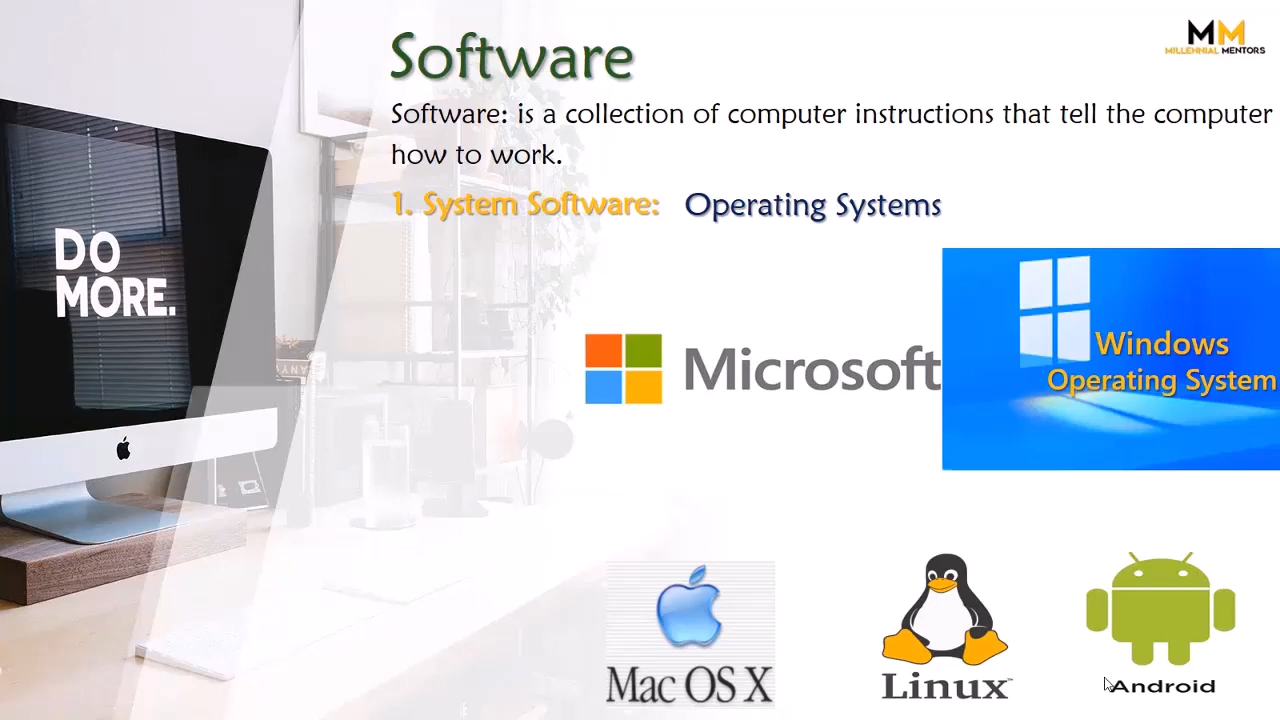 Software
MM
MILLENNIAL MENTORS
Software: is a collection of computer instructions that tell the computer
how to work.
1. System Software: Operating Systems
DO
MORE.
Microsoft
Windows
Operating System
Mac OS X
Linux™
Android